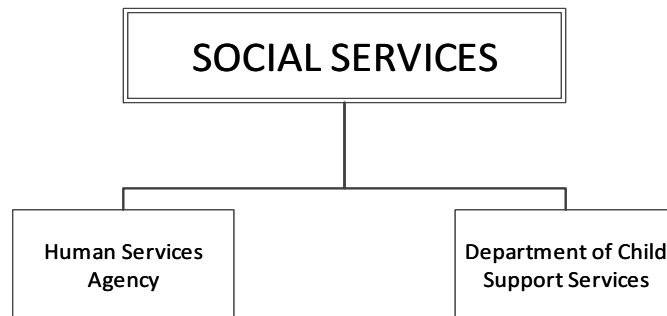 SOCIAL SERVICES
Human Services
Agency
Department of Child
Support Services